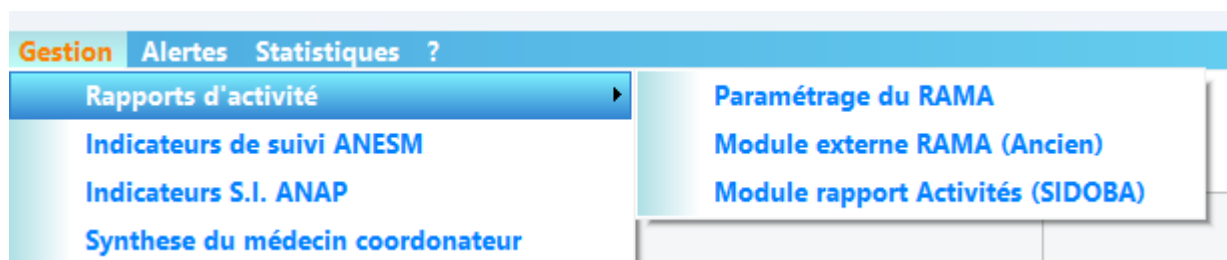 Gestion Alertes Statistiques ?
Rapports d'activité
Indicateurs de suivi ANESM
Indicateurs S.I. ANAP
Synthese du médecin coordonateur
Paramétrage du RAMA
Module externe RAMA (Ancien)
Module rapport Activités (SIDOBA)